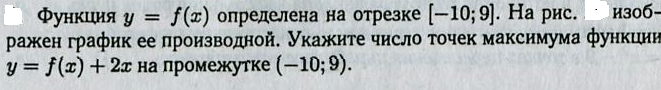 Функция y = f(x) определена на отрезке [−10; 9]. На рис. изоб-
ражен график ее производной. Укажите число точек максимума функции
y = f(x) + 2x на промежутке (−10; 9).